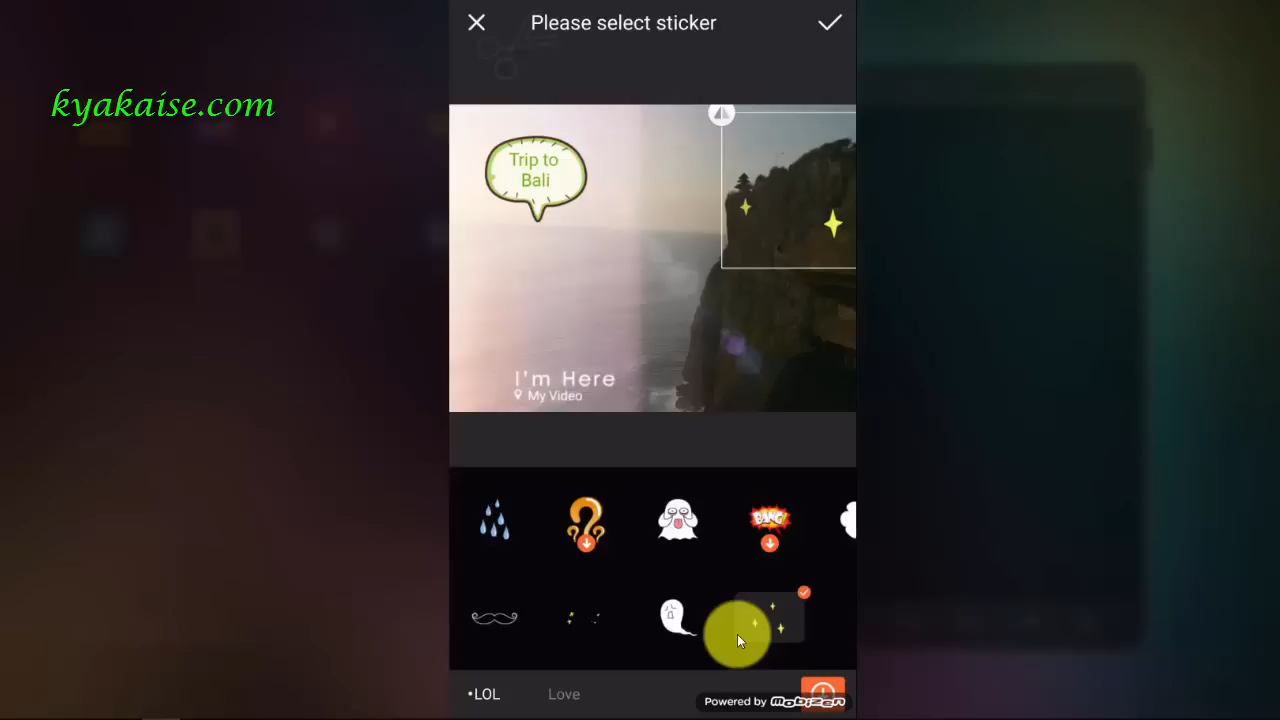 Please select sticker
kyakaise.com
Trip to
Bali
I'm Here
My Video
BANG!
LOL
Love
Powered by mobizen